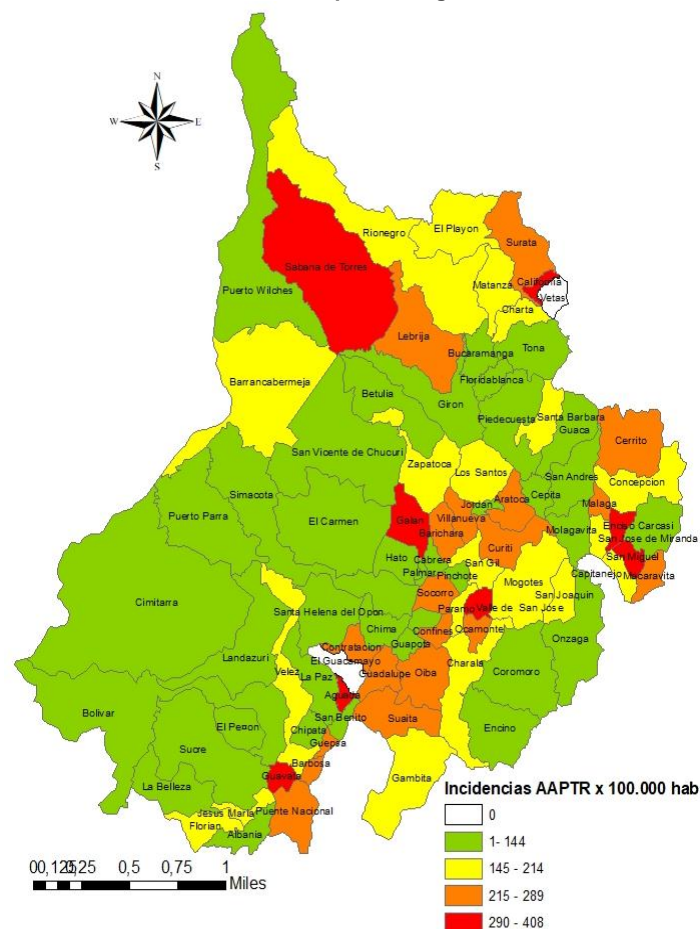 N
W
E
S
Rionegro
El Playon
Surata
Sabana de Torres
California
Vetas
Matanza
Charta
Puerto Wilches
Lebrija
Tona
Bucaramanga
Floridablanca
Barrancabermeja
Betulia
Giron
Piedecuesta
Santa Barbara
Guaca
Cerrito
San Vicente de Chucuri
Zapatoca
Los Santos
San Andres
Concepcion
Simacota
Puerto Parra
El Carmen
Galan
Villanueva
Jordan
Aratoca
Cepita
Malaga
Barichara
Enciso
Carcasi
San Jose de Miranda
Molagavita
Curiti
Hato
Cabrera
San Gil
San Miguel
Palmar
Pinchote
Capitanejo
Macaravita
Mogotes
San Joaquin
Cimitarra
Socorro
Paramo
Valle de San Jose
Santa Helena del Opon
Chima
Confines
Ocamonte
Onzaga
Guapota
Contratacion
Charala
Landazuri
El Guacamayo
Velez
La Paz
Guadalupe
Oiba
Coromoro
Aguada
Bolivar
San Benito
El Peñon
Suaita
Encino
Chipata
Sucre
Guepsa
Barbosa
Guavata
Gambita
La Belleza
Jesus Maria
Puente Nacional
Florian
Albania
Incidencias AAPTR x 100.000 hab
0
1- 144
145 - 214
215 - 289
290 - 408
0,5
0,75
1
Miles